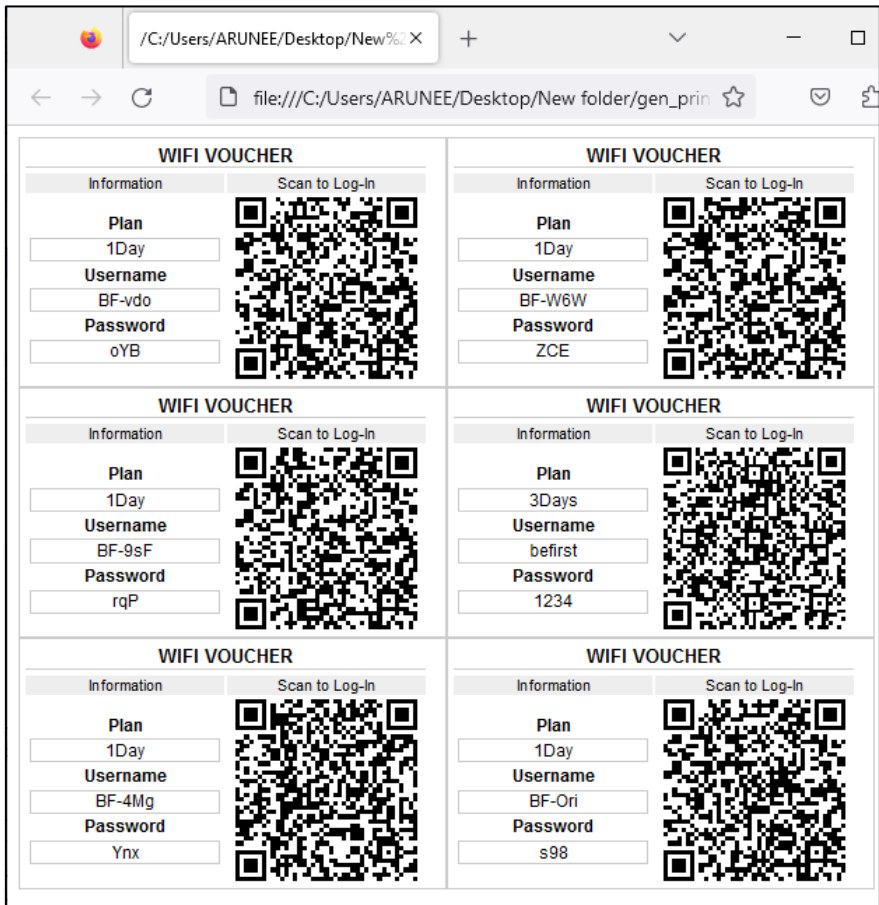 /C:/Users/ARUNEE/Desktop/New%2
file:///C:/Users/ARUNEE/Desktop/New folder/gen_prin
WIFI VOUCHER
Information Scan to Log-In
Plan
1Day
Username
BF-vdo
Password
oYB
WIFI VOUCHER
Information Scan to Log-In
Plan
1Day
Username
BF-W6W
Password
ZCE
WIFI VOUCHER
Information Scan to Log-In
Plan
1Day
Username
BF-9sF
Password
rqP
WIFI VOUCHER
Information Scan to Log-In
Plan
3Days
Username
befirst
Password
1234
WIFI VOUCHER
Information Scan to Log-In
Plan
1Day
Username
BF-4Mg
Password
Ynx
WIFI VOUCHER
Information Scan to Log-In
Plan
1Day
Username
BF-Ori
Password
s98